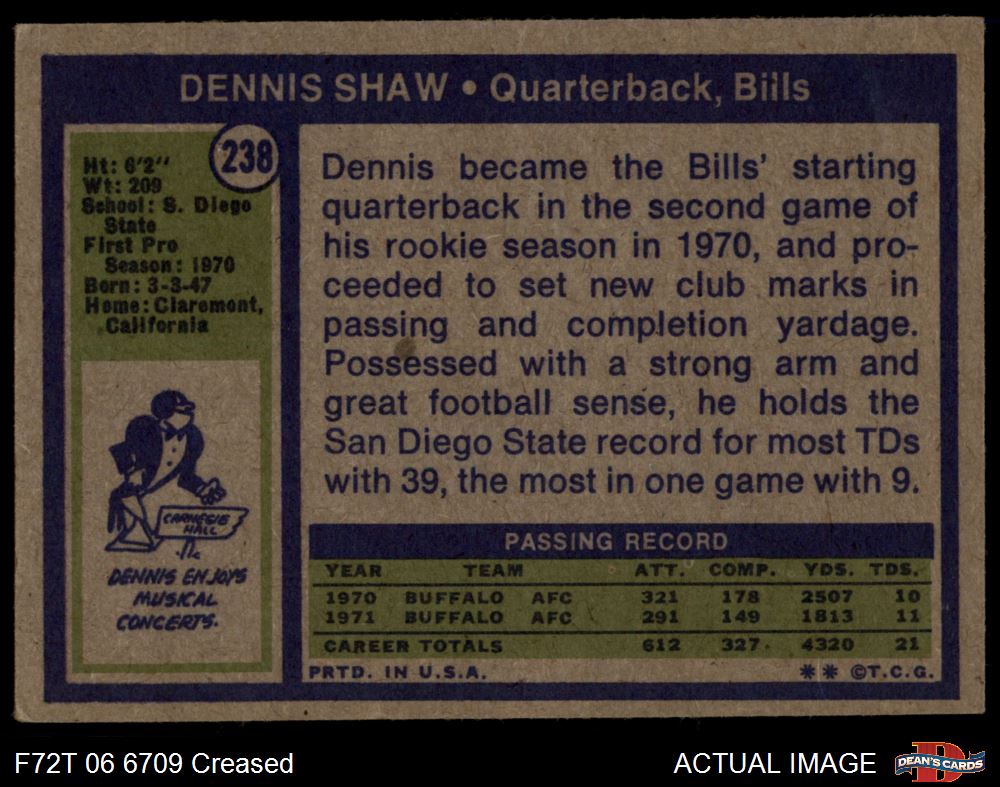 DENNIS SHAW • Quarterback, Bills
238
Ht: 6'2"
Wt: 209
School: S. Diego
State
First Pro
Season: 1970
Born: 3-3-47
Home: Claremont,
California
CARNEGIE
HALL
DENNIS ENJOYS
MUSICAL
CONCERTS.
Dennis became the Bills' starting
quarterback in the second game of
his rookie season in 1970, and pro-
ceeded to set new club marks in
passing and completion yardage.
Possessed with a strong arm and
great football sense, he holds the
San Diego State record for most TDs
with 39, the most in one game with 9.
PASSING RECORD
YEAR TEAM ATT. COMP. YDS. TDS.
1970 BUFFALO AFC 321 178 2507 10
1971 BUFFALO AFC 291 149 1813 11
CAREER TOTALS 612 327 4320 21
PRTD. IN U.S.A. ** ©T.C.G.
F72T 06 6709 Creased ACTUAL IMAGE
D
DEAN'S CARDS